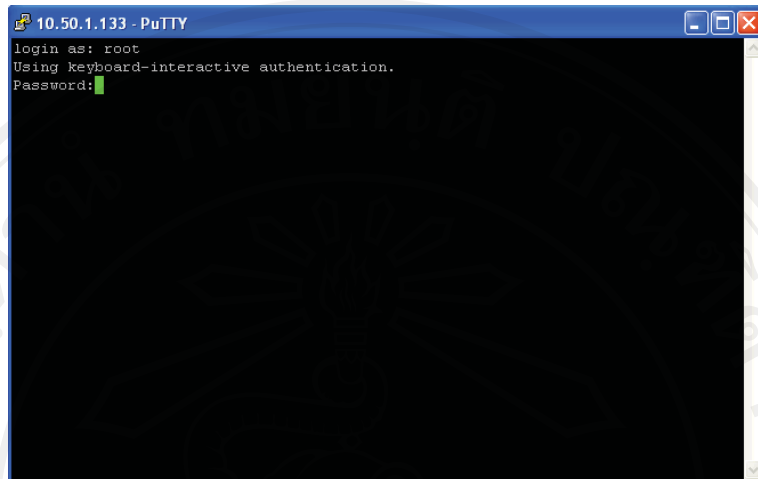 10.50.1.133 - PuTTY
login as: root
Using keyboard-interactive authentication.
Password: